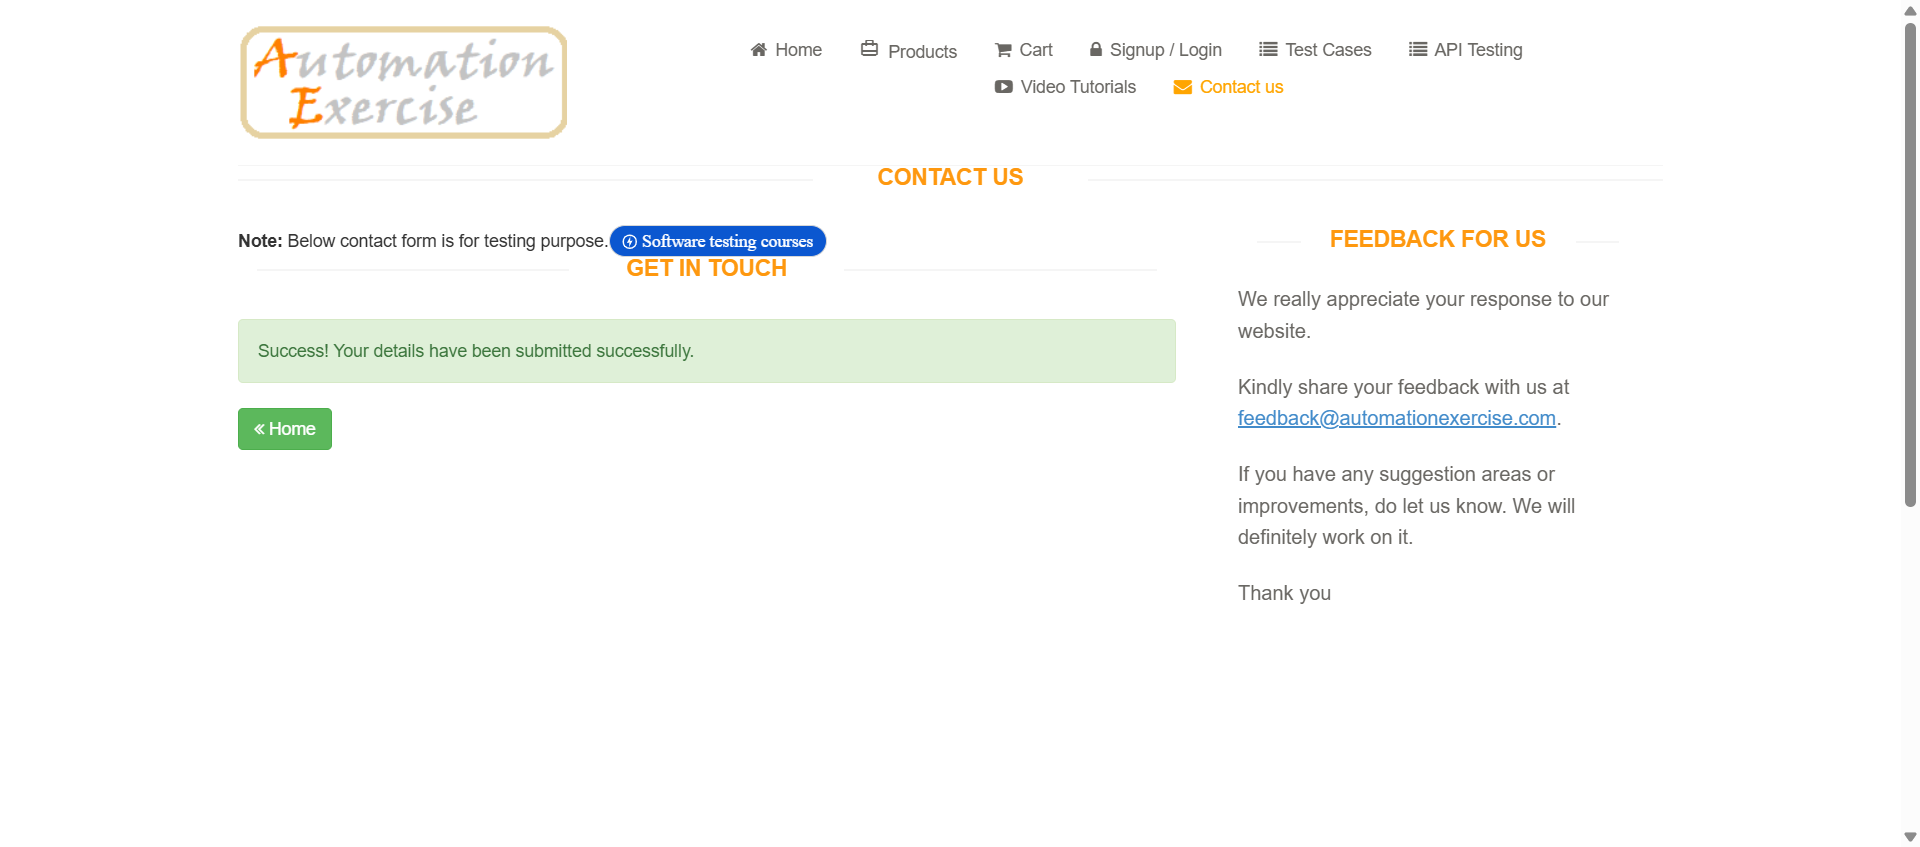 Automation
Exercise
Home
Products
Cart
Signup / Login
Test Cases
API Testing
Video Tutorials
Contact us
CONTACT US
Note: Below contact form is for testing purpose.
Software testing courses
GET IN TOUCH
Success! Your details have been submitted successfully.
« Home
FEEDBACK FOR US
We really appreciate your response to our
website.
Kindly share your feedback with us at
feedback@automationexercise.com.
If you have any suggestion areas or
improvements, do let us know. We will
definitely work on it.
Thank you